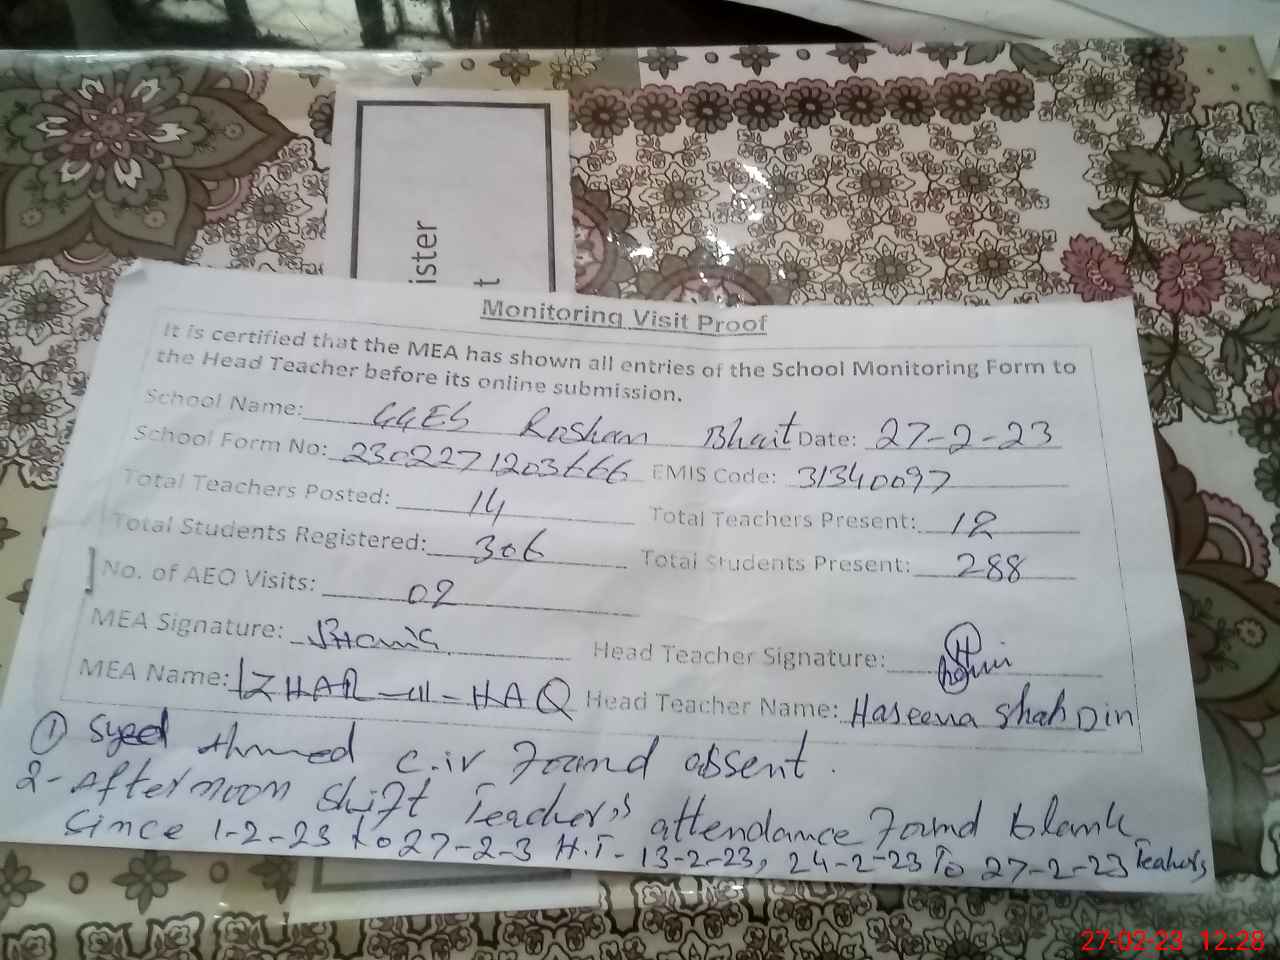 ister
t
Monitoring Visit Proof
It is certified that the MEA has shown all entries of the School Monitoring Form to
the Head Teacher before its online submission.
School Name: GGES Roshan Bhait Date: 27-2-23
School Form No: 2302271203666 EMIS Code: 31340097
Total Teachers Posted: 14 Total Teachers Present: 12
Total Students Registered: 306 Total Students Present: 288
No. of AEO Visits: 02
MEA Signature:
Head Teacher Signature:
MEA Name: IZHAR-ul-HAQ Head Teacher Name: Haseena Shah Din
① Syed Ahmed c.iv Found absent.
2- Afternoon Shift Teacher's attendance Found blank
Since 1-2-23 to 27-2-3 H.T- 13-2-23, 24-2-23 To 27-2-23 Teachers
27-02-23 12:28